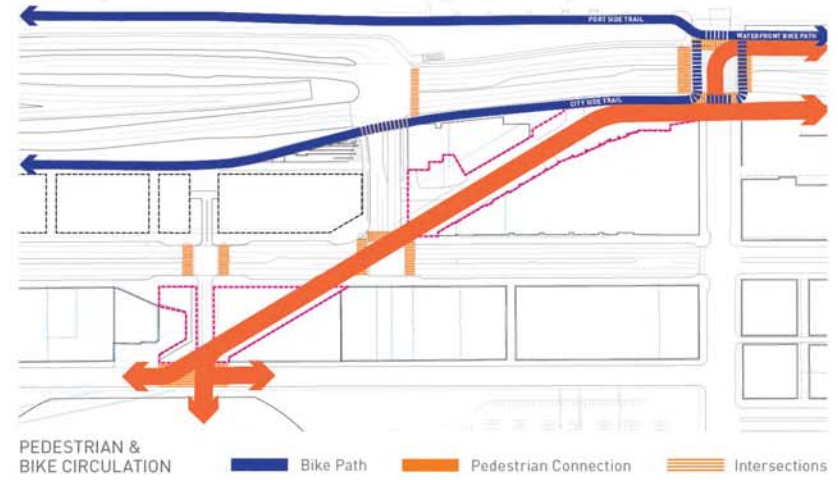 PORT SIDE TRAIL
WATERFRONT BIKE PATH
CITY SIDE TRAIL
PEDESTRIAN &
BIKE CIRCULATION
Bike Path
Pedestrian Connection
Intersections